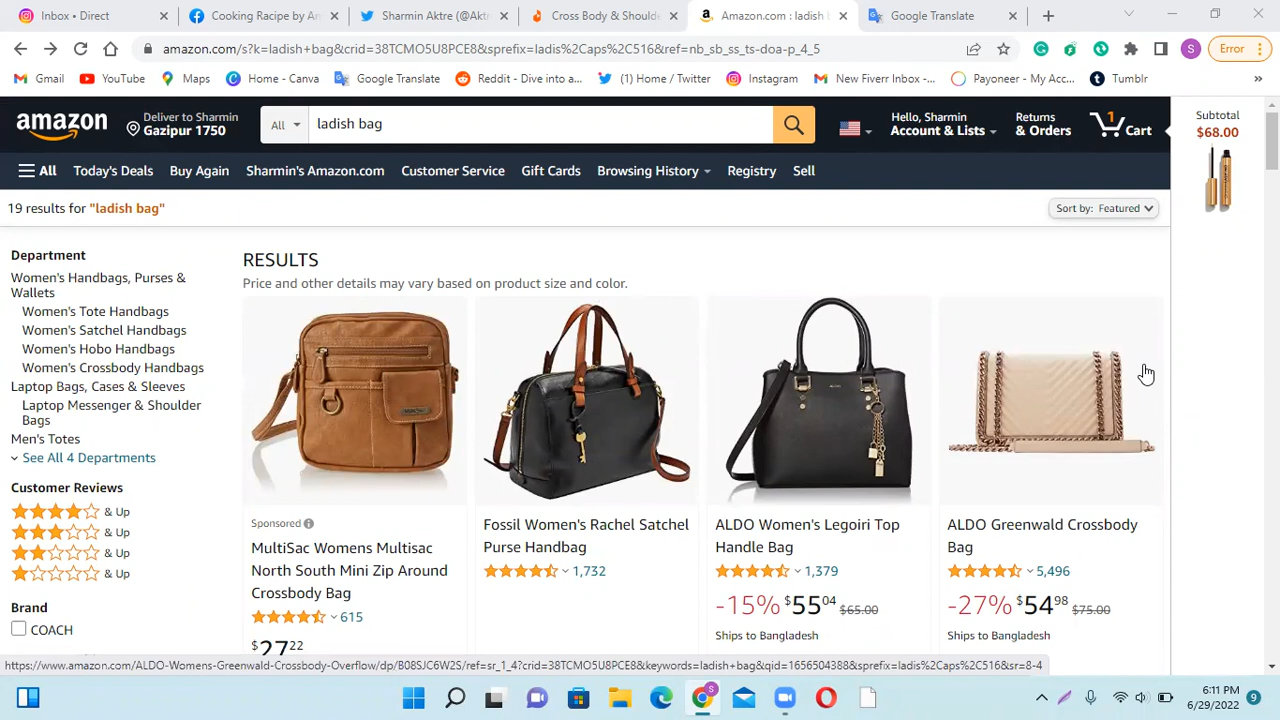 Inbox • Direct
Cooking Racipe by An
Sharmin Aktre (@Akt
Cross Body & Should
Amazon.com : ladish b
Google Translate
amazon.com/s?k=ladish+bag&crid=38TCMO5U8PCE8&sprefix=ladis%2Caps%2C516&ref=nb_sb_ss_ts-doa-p_4_5
S
Error
Gmail
YouTube
Maps
Home - Canva
Google Translate
Reddit - Dive into a...
(1) Home / Twitter
Instagram
New Fiverr Inbox -...
Payoneer - My Acc...
Tumblr
»
amazon
Deliver to Sharmin
Gazipur 1750
All
ladish bag
Hello, Sharmin
Account & Lists
Returns
& Orders
1
Cart
Subtotal
$68.00
All
Today's Deals
Buy Again
Sharmin's Amazon.com
Customer Service
Gift Cards
Browsing History
Registry
Sell
19 results for "ladish bag"
Sort by: Featured
Department
Women's Handbags, Purses &
Wallets
Women's Tote Handbags
Women's Satchel Handbags
Women's Hobo Handbags
Women's Crossbody Handbags
Laptop Bags, Cases & Sleeves
Laptop Messenger & Shoulder
Bags
Men's Totes
See All 4 Departments
Customer Reviews
& Up
& Up
& Up
& Up
Brand
COACH
RESULTS
Price and other details may vary based on product size and color.
Sponsored
MultiSac Womens Multisac
North South Mini Zip Around
Crossbody Bag
615
$27.22
Fossil Women's Rachel Satchel
Purse Handbag
1,732
ALDO Women's Legoiri Top
Handle Bag
1,379
-15% $55 04 $65.00
Ships to Bangladesh
ALDO Greenwald Crossbody
Bag
5,496
-27% $54 98 $75.00
Ships to Bangladesh
https://www.amazon.com/ALDO-Womens-Greenwald-Crossbody-Overflow/dp/B08SJC6W2S/ref=sr_1_4?crid=38TCMO5U8PCE8&keywords=ladish+bag&qid=1656504388&sprefix=ladis%2Caps%2C516&sr=8-4
S
6:11 PM
6/29/2022
9